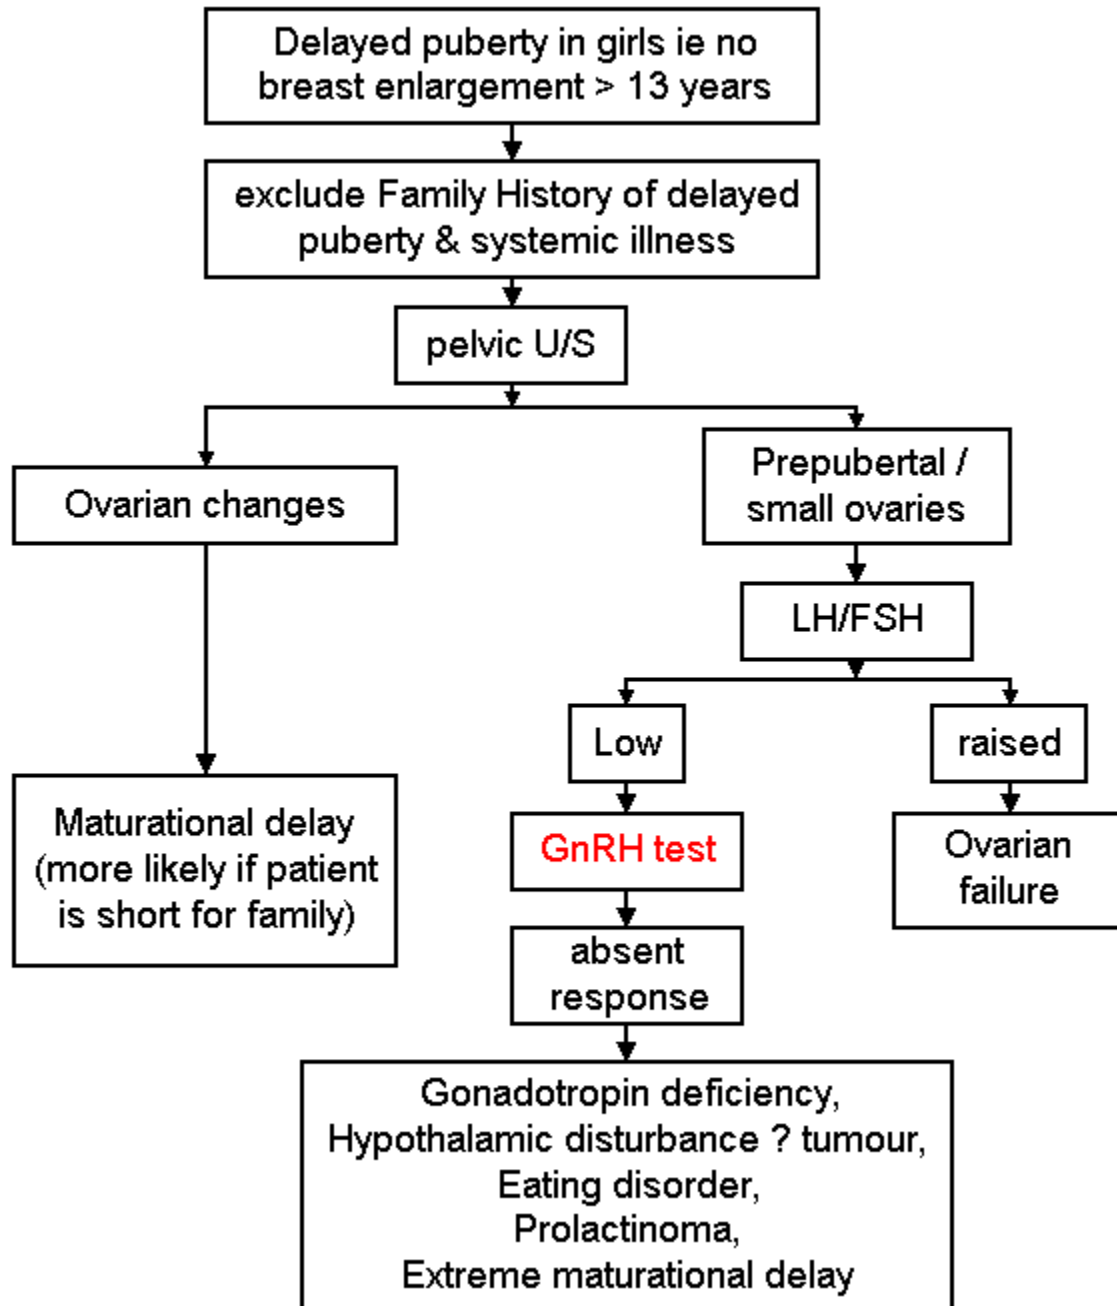 Delayed puberty in girls ie no
breast enlargement > 13 years
exclude Family History of delayed
puberty & systemic illness
pelvic U/S
Ovarian changes
Prepubertal /
small ovaries
LH/FSH
Low
raised
Maturational delay
(more likely if patient
is short for family)
GnRH test
Ovarian
failure
absent
response
Gonadotropin deficiency,
Hypothalamic disturbance ? tumour,
Eating disorder,
Prolactinoma,
Extreme maturational delay